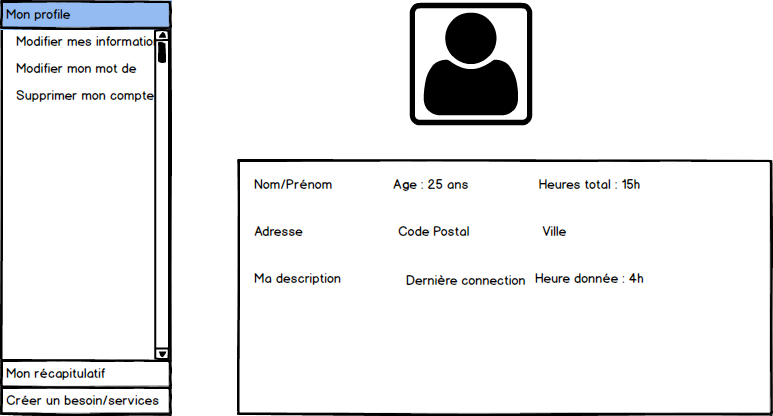 Mon profile
Modifier mes informatio
Modifier mon mot de
Supprimer mon compte
Mon récapitulatif
Créer un besoin/services
Nom/Prénom Age : 25 ans Heures total : 15h
Adresse Code Postal Ville
Ma description Dernière connection Heure donnée : 4h